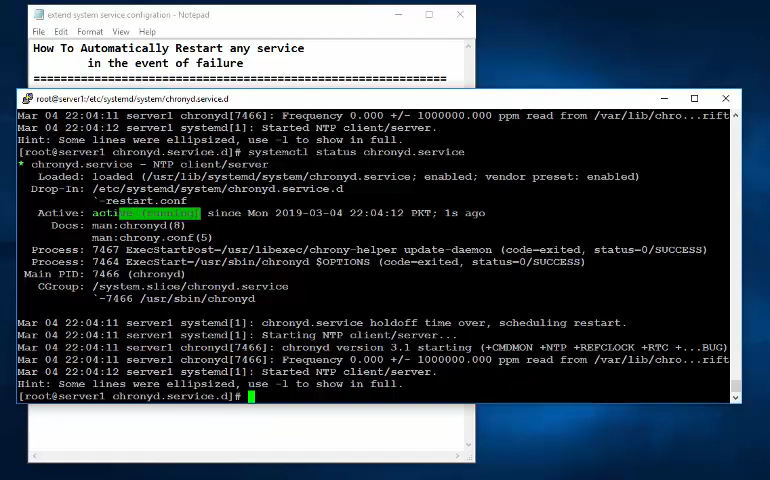 extend system service configration - Notepad
File Edit Format View Help
How To Automatically Restart any service
in the event of failure
==============================================================
root@server1:/etc/systemd/system/chronyd.service.d
Mar 04 22:04:11 server1 chronyd[7466]: Frequency 0.000 +/- 1000000.000 ppm read from /var/lib/chro...rift
Mar 04 22:04:12 server1 systemd[1]: Started NTP client/server.
Hint: Some lines were ellipsized, use -l to show in full.
[root@server1 chronyd.service.d]# systemctl status chronyd.service
* chronyd.service - NTP client/server
Loaded: loaded (/usr/lib/systemd/system/chronyd.service; enabled; vendor preset: enabled)
Drop-In: /etc/systemd/system/chronyd.service.d
`-restart.conf
Active: active (running) since Mon 2019-03-04 22:04:12 PKT; 1s ago
Docs: man:chronyd(8)
man:chrony.conf(5)
Process: 7467 ExecStartPost=/usr/libexec/chrony-helper update-daemon (code=exited, status=0/SUCCESS)
Process: 7464 ExecStart=/usr/sbin/chronyd $OPTIONS (code=exited, status=0/SUCCESS)
Main PID: 7466 (chronyd)
CGroup: /system.slice/chronyd.service
`-7466 /usr/sbin/chronyd
Mar 04 22:04:11 server1 systemd[1]: chronyd.service holdoff time over, scheduling restart.
Mar 04 22:04:11 server1 systemd[1]: Starting NTP client/server...
Mar 04 22:04:11 server1 chronyd[7466]: chronyd version 3.1 starting (+CMDMON +NTP +REFCLOCK +RTC +...BUG)
Mar 04 22:04:11 server1 chronyd[7466]: Frequency 0.000 +/- 1000000.000 ppm read from /var/lib/chro...rift
Mar 04 22:04:12 server1 systemd[1]: Started NTP client/server.
Hint: Some lines were ellipsized, use -l to show in full.
[root@server1 chronyd.service.d]#